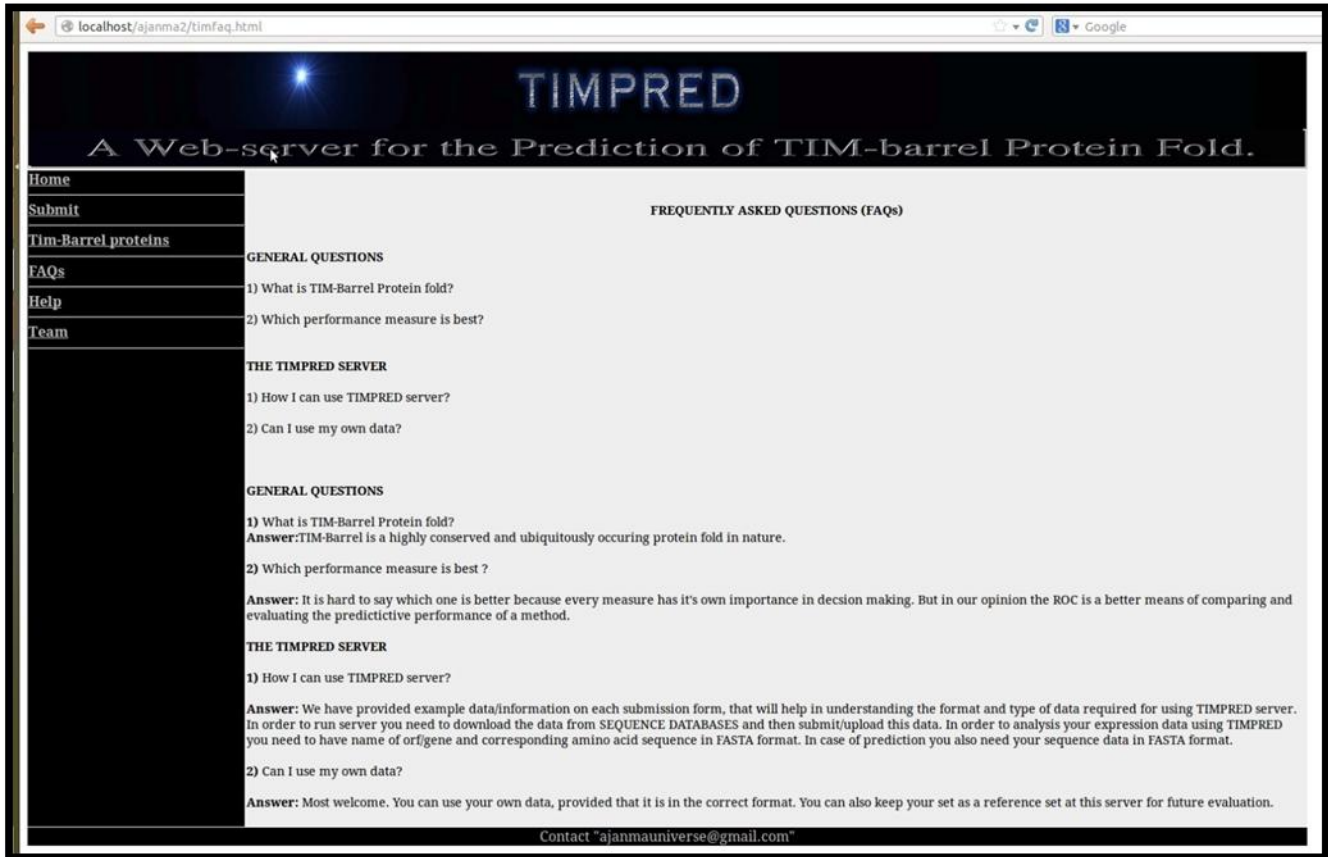 localhost/ajanma2/timfaq.html
Google
TIMPRED
A Web-server for the Prediction of TIM-barrel Protein Fold.
Home
Submit
Tim-Barrel proteins
FAQs
Help
Team
FREQUENTLY ASKED QUESTIONS (FAQs)
GENERAL QUESTIONS
1) What is TIM-Barrel Protein fold?
2) Which performance measure is best?
THE TIMPRED SERVER
1) How I can use TIMPRED server?
2) Can I use my own data?
GENERAL QUESTIONS
1) What is TIM-Barrel Protein fold?
Answer:TIM-Barrel is a highly conserved and ubiquitously occuring protein fold in nature.
2) Which performance measure is best ?
Answer: It is hard to say which one is better because every measure has it's own importance in decsion making. But in our opinion the ROC is a better means of comparing and
evaluating the predictictive performance of a method.
THE TIMPRED SERVER
1) How I can use TIMPRED server?
Answer: We have provided example data/information on each submission form, that will help in understanding the format and type of data required for using TIMPRED server.
In order to run server you need to download the data from SEQUENCE DATABASES and then submit/upload this data. In order to analysis your expression data using TIMPRED
you need to have name of orf/gene and corresponding amino acid sequence in FASTA format. In case of prediction you also need your sequence data in FASTA format.
2) Can I use my own data?
Answer: Most welcome. You can use your own data, provided that it is in the correct format. You can also keep your set as a reference set at this server for future evaluation.
Contact "ajanmauniverse@gmail.com"